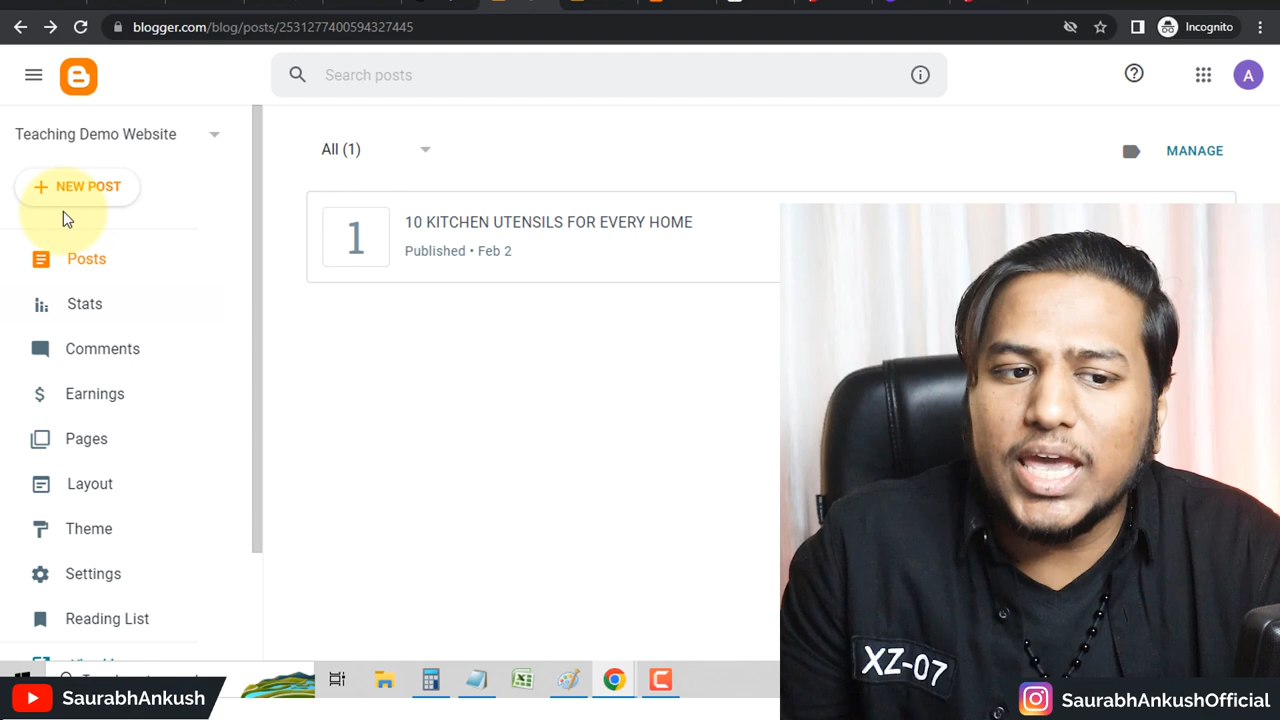 blogger.com/blog/posts/2531277400594327445
Incognito
Search posts
A
Teaching Demo Website
All (1)
MANAGE
NEW POST
1
10 KITCHEN UTENSILS FOR EVERY HOME
Published • Feb 2
Posts
Stats
Comments
Earnings
Pages
Layout
Theme
Settings
Reading List
XZ-07
SaurabhAnkush
SaurabhAnkushOfficial